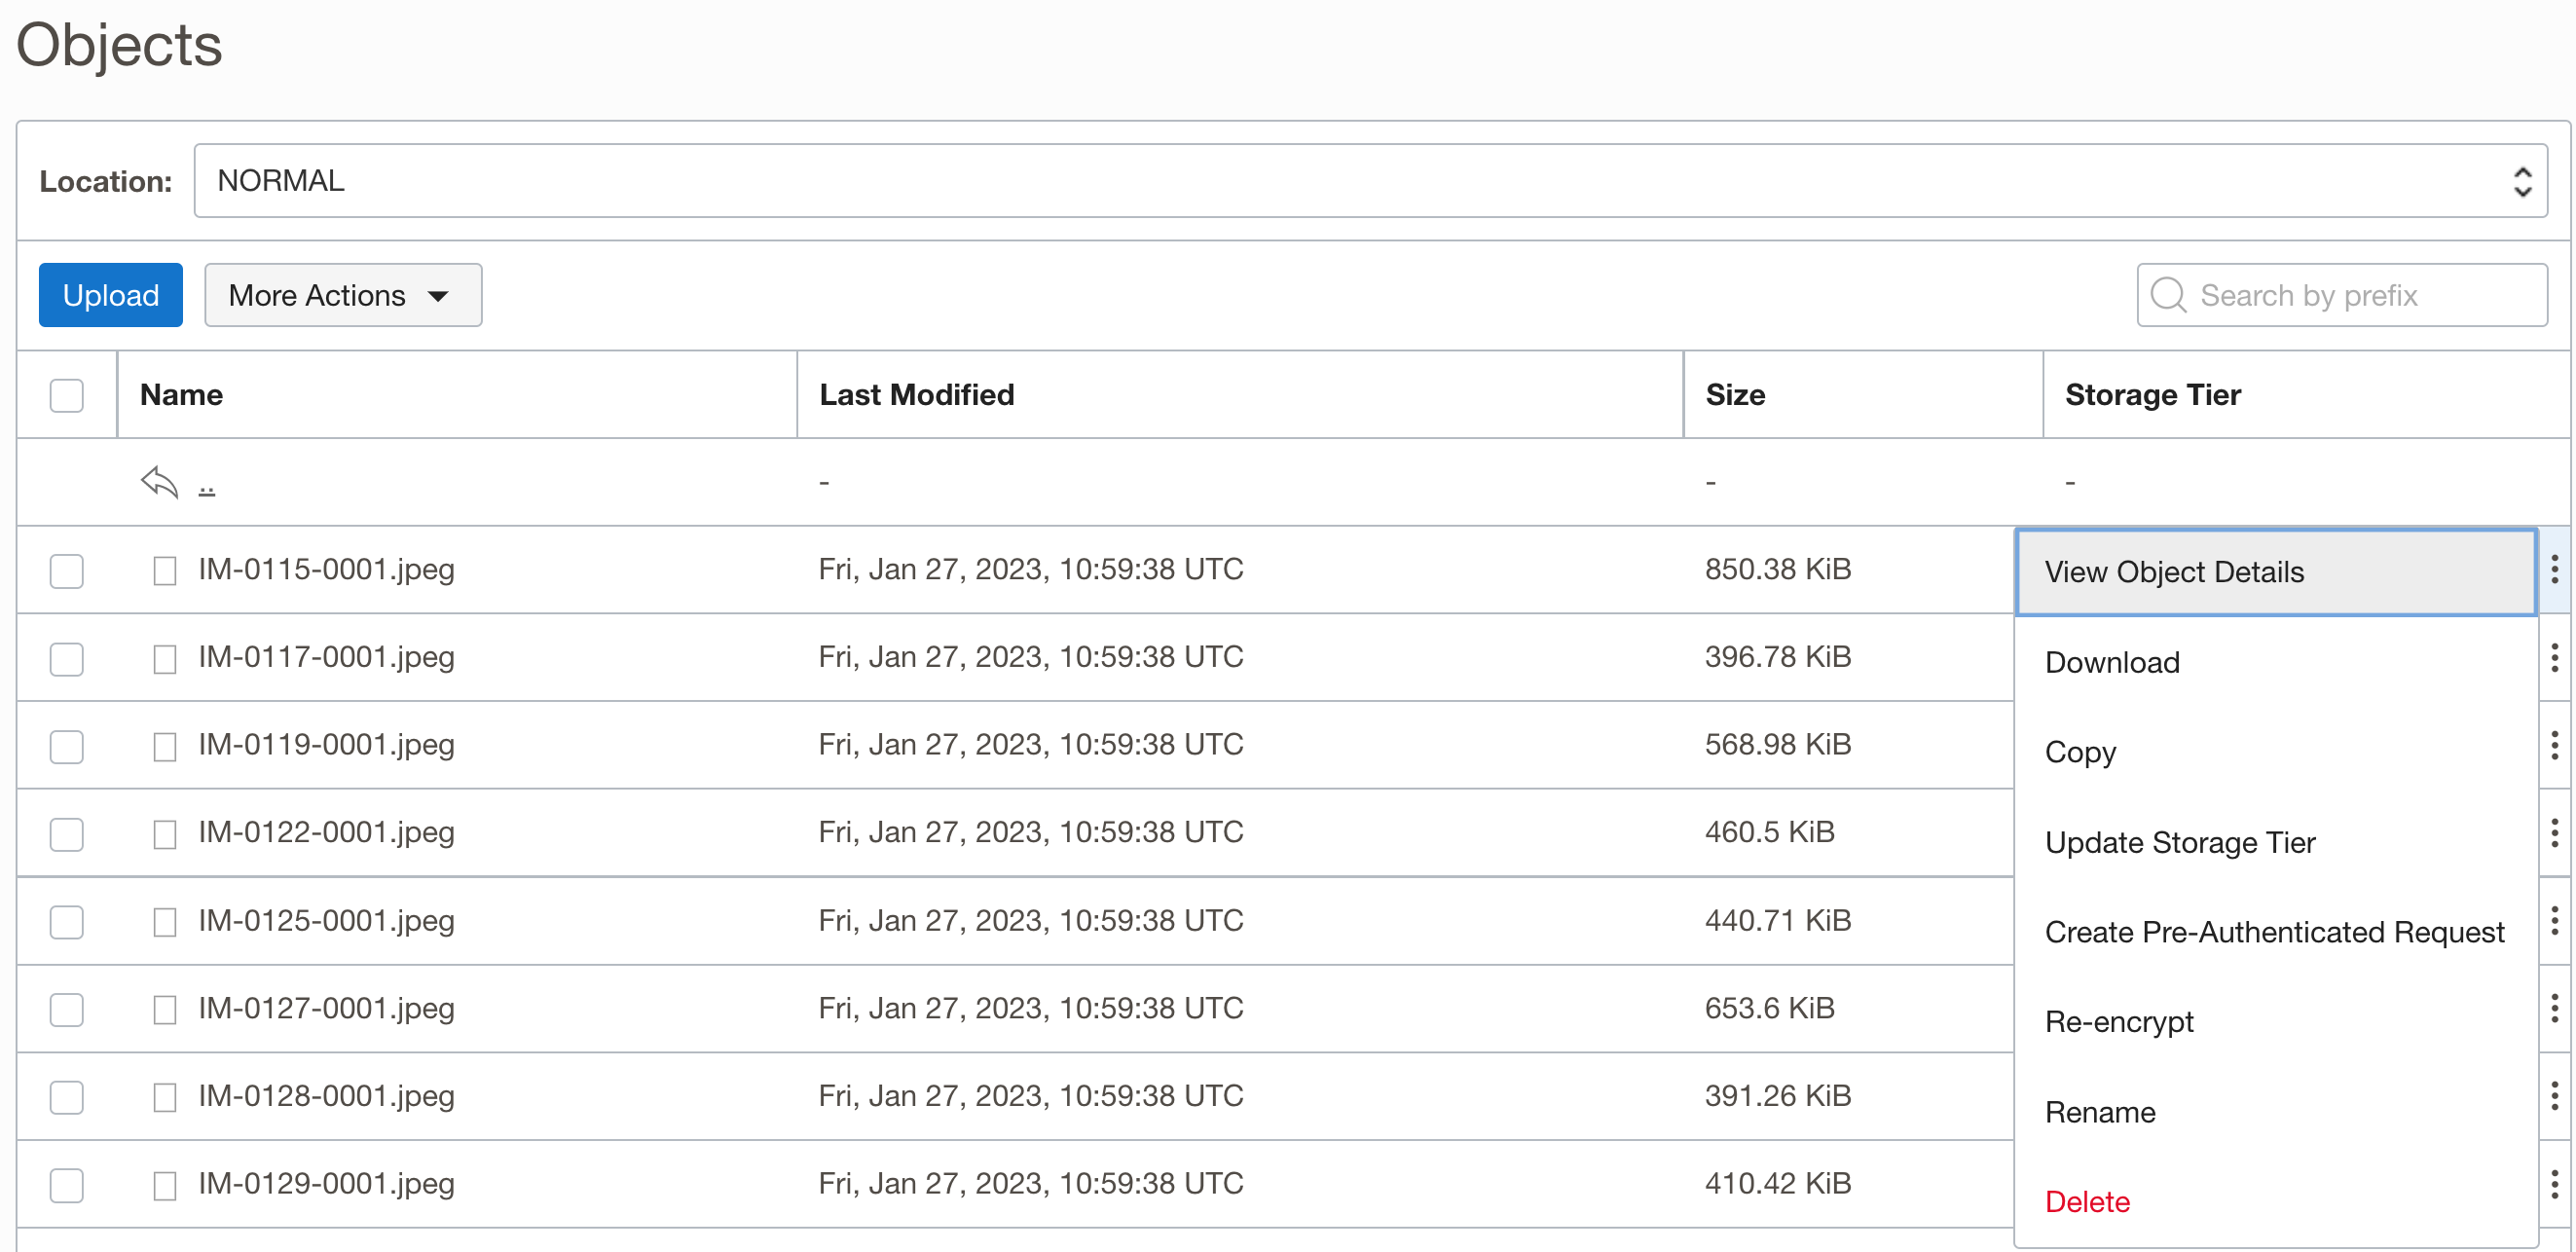 Objects
Location: NORMAL
Upload More Actions Search by prefix
Name Last Modified Size Storage Tier
.. - - -
IM-0115-0001.jpeg Fri, Jan 27, 2023, 10:59:38 UTC 850.38 KiB View Object Details
IM-0117-0001.jpeg Fri, Jan 27, 2023, 10:59:38 UTC 396.78 KiB Download
IM-0119-0001.jpeg Fri, Jan 27, 2023, 10:59:38 UTC 568.98 KiB Copy
IM-0122-0001.jpeg Fri, Jan 27, 2023, 10:59:38 UTC 460.5 KiB Update Storage Tier
IM-0125-0001.jpeg Fri, Jan 27, 2023, 10:59:38 UTC 440.71 KiB Create Pre-Authenticated Request
IM-0127-0001.jpeg Fri, Jan 27, 2023, 10:59:38 UTC 653.6 KiB Re-encrypt
IM-0128-0001.jpeg Fri, Jan 27, 2023, 10:59:38 UTC 391.26 KiB Rename
IM-0129-0001.jpeg Fri, Jan 27, 2023, 10:59:38 UTC 410.42 KiB Delete